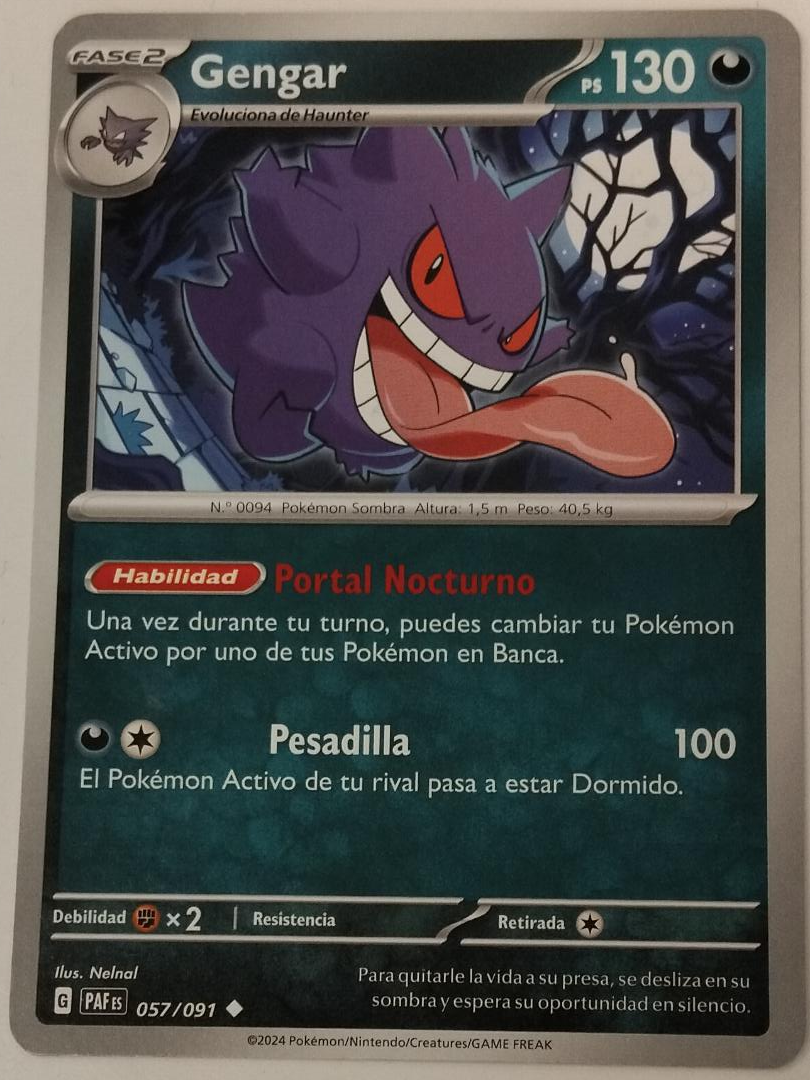 FASE 2
Gengar
PS 130
Evoluciona de Haunter
N.º 0094 Pokémon Sombra Altura: 1,5 m Peso: 40,5 kg
Habilidad Portal Nocturno
Una vez durante tu turno, puedes cambiar tu Pokémon
Activo por uno de tus Pokémon en Banca.
Pesadilla 100
El Pokémon Activo de tu rival pasa a estar Dormido.
Debilidad ×2 | Resistencia Retirada
Ilus. Nelnal
Para quitarle la vida a su presa, se desliza en su
sombra y espera su oportunidad en silencio.
G PAF ES 057/091
©2024 Pokémon/Nintendo/Creatures/GAME FREAK